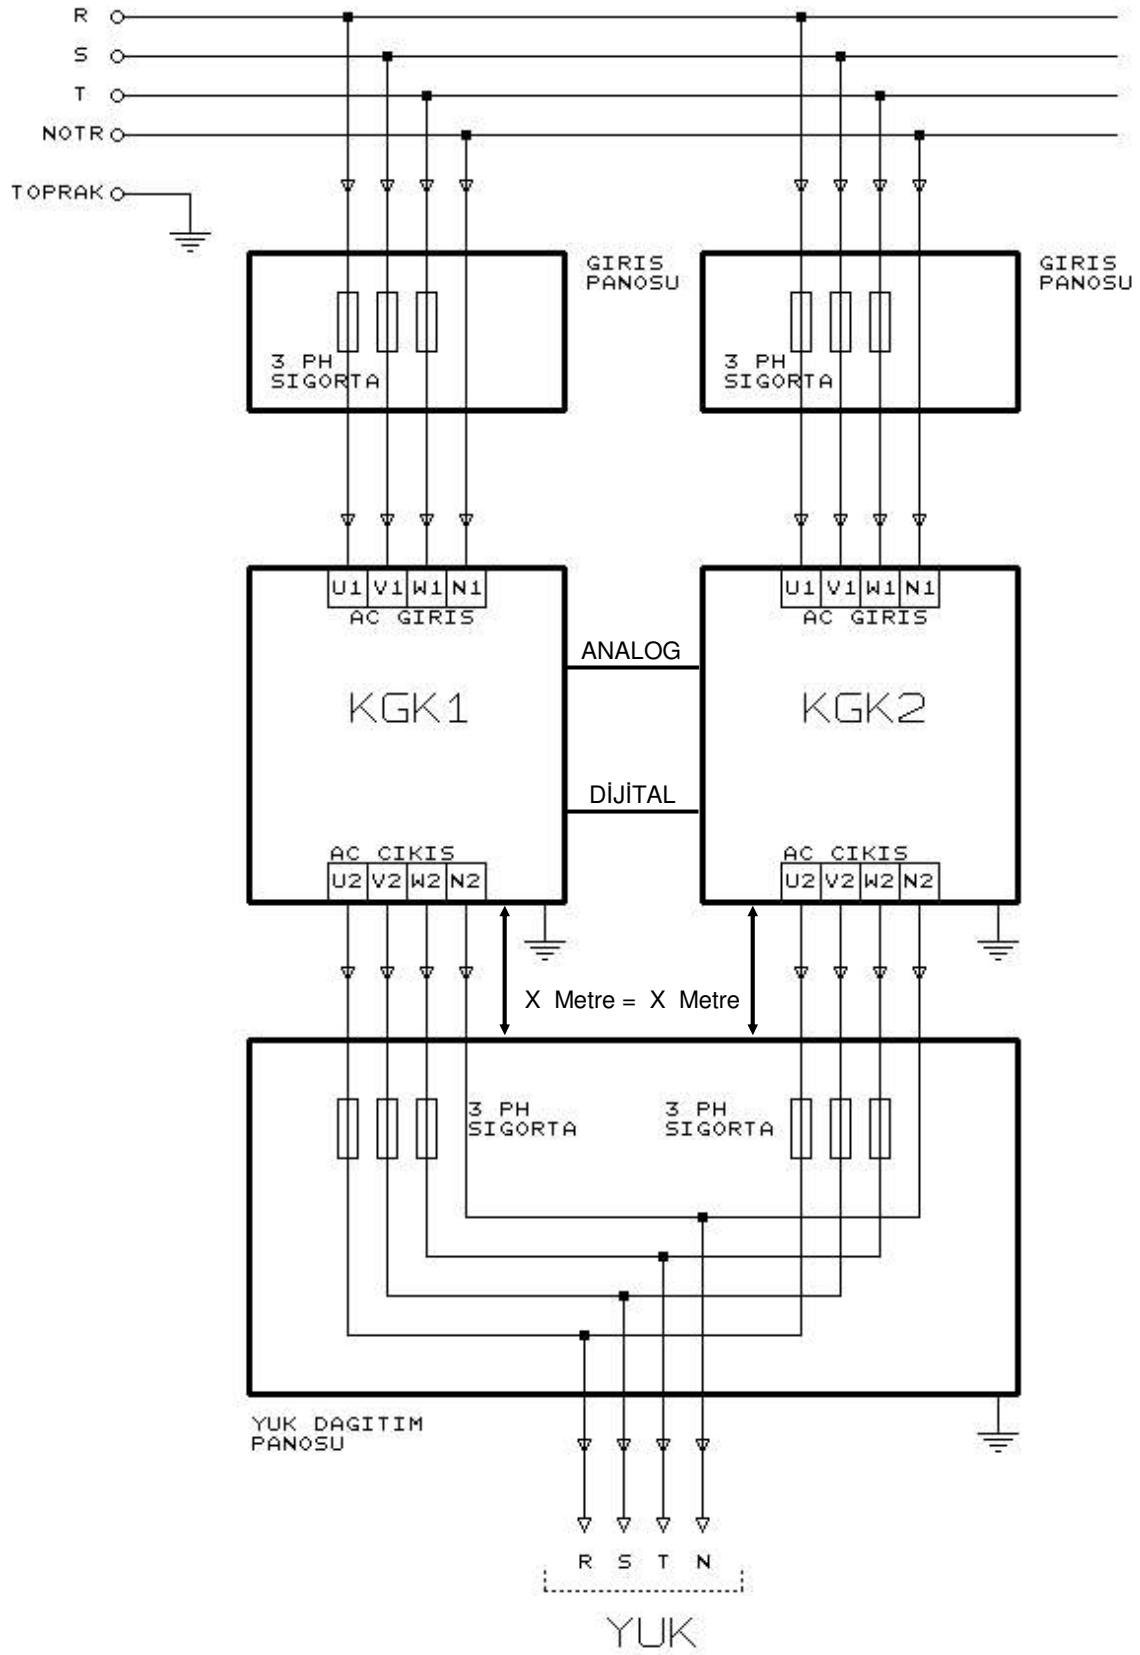 R
S
T
NOTR
TOPRAK
GIRIS
PANOSU
GIRIS
PANOSU
3 PH
SIGORTA
3 PH
SIGORTA
U1 V1 W1 N1
AC GIRIS
U1 V1 W1 N1
AC GIRIS
ANALOG
KGK1
KGK2
DİJİTAL
AC CIKIS
U2 V2 W2 N2
AC CIKIS
U2 V2 W2 N2
X Metre = X Metre
3 PH
SIGORTA
3 PH
SIGORTA
YUK DAGITIM
PANOSU
R S T N
YUK